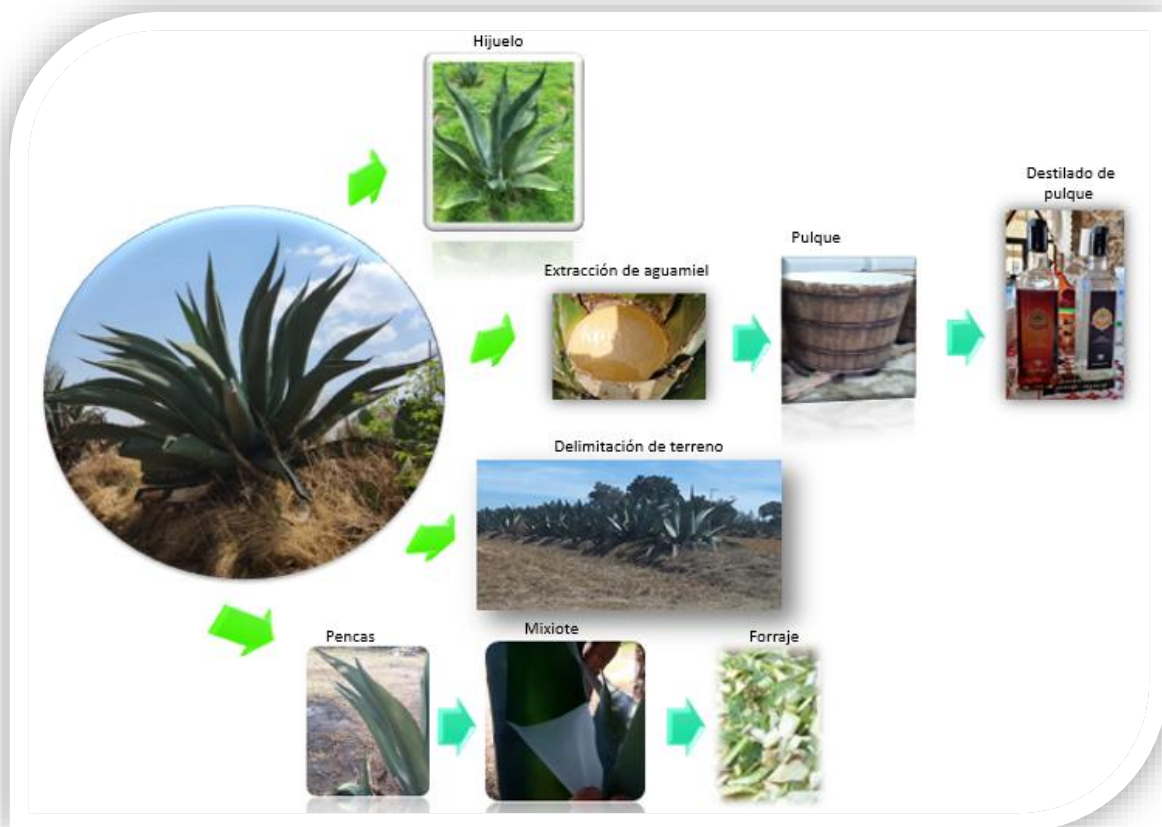 Hijuelo
Extracción de aguamiel
Pulque
Destilado de
pulque
Delimitación de terreno
Pencas
Mixiote
Forraje